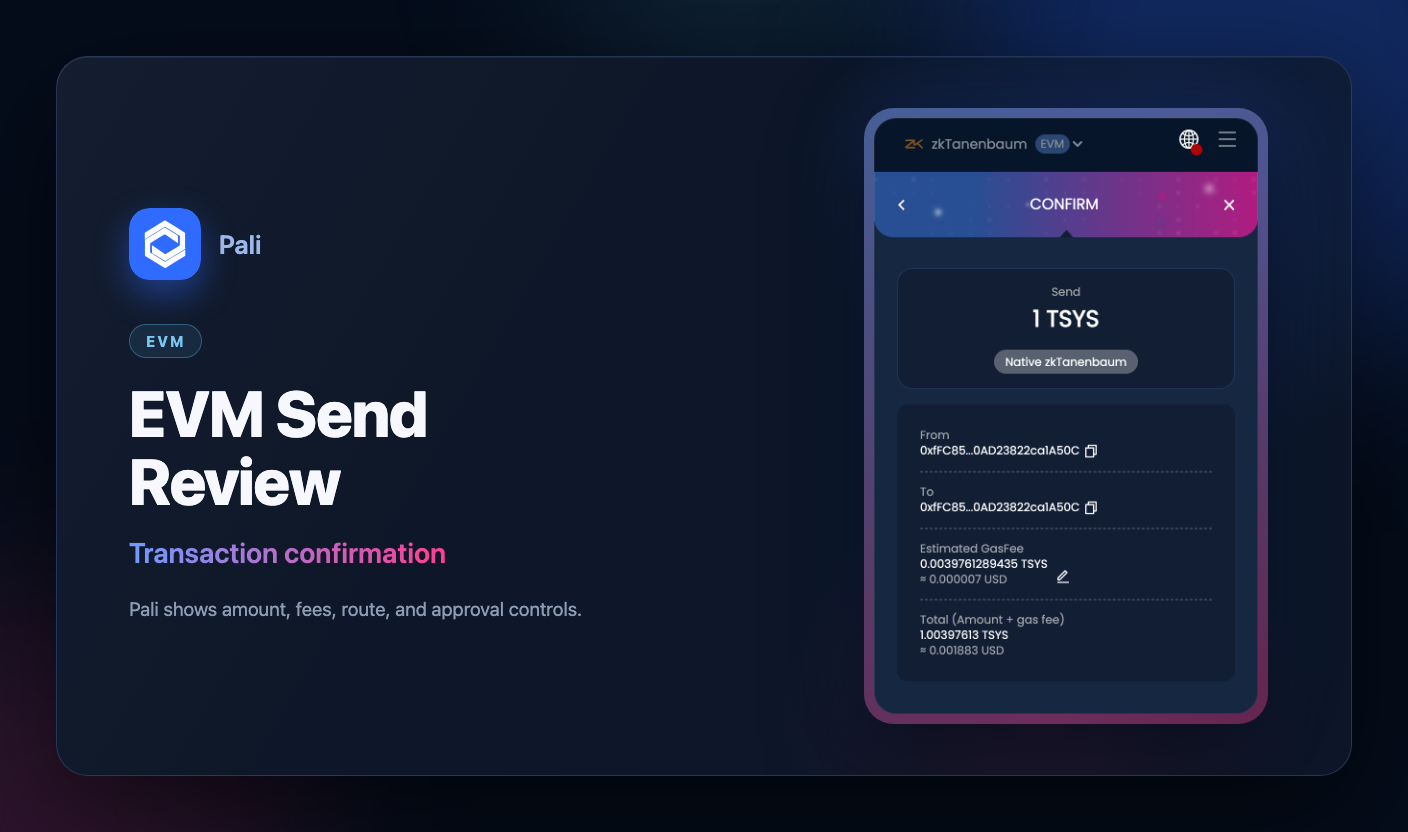 Pali
EVM
EVM Send
Review
Transaction confirmation
Pali shows amount, fees, route, and approval controls.
zkTanenbaum EVM
CONFIRM
Send
1 TSYS
Native zkTanenbaum
From
0xfFC85...0AD23822ca1A50C
To
0xfFC85...0AD23822ca1A50C
Estimated GasFee
0.0039761289435 TSYS
≈ 0.000007 USD
Total (Amount + gas fee)
1.00397613 TSYS
≈ 0.001883 USD